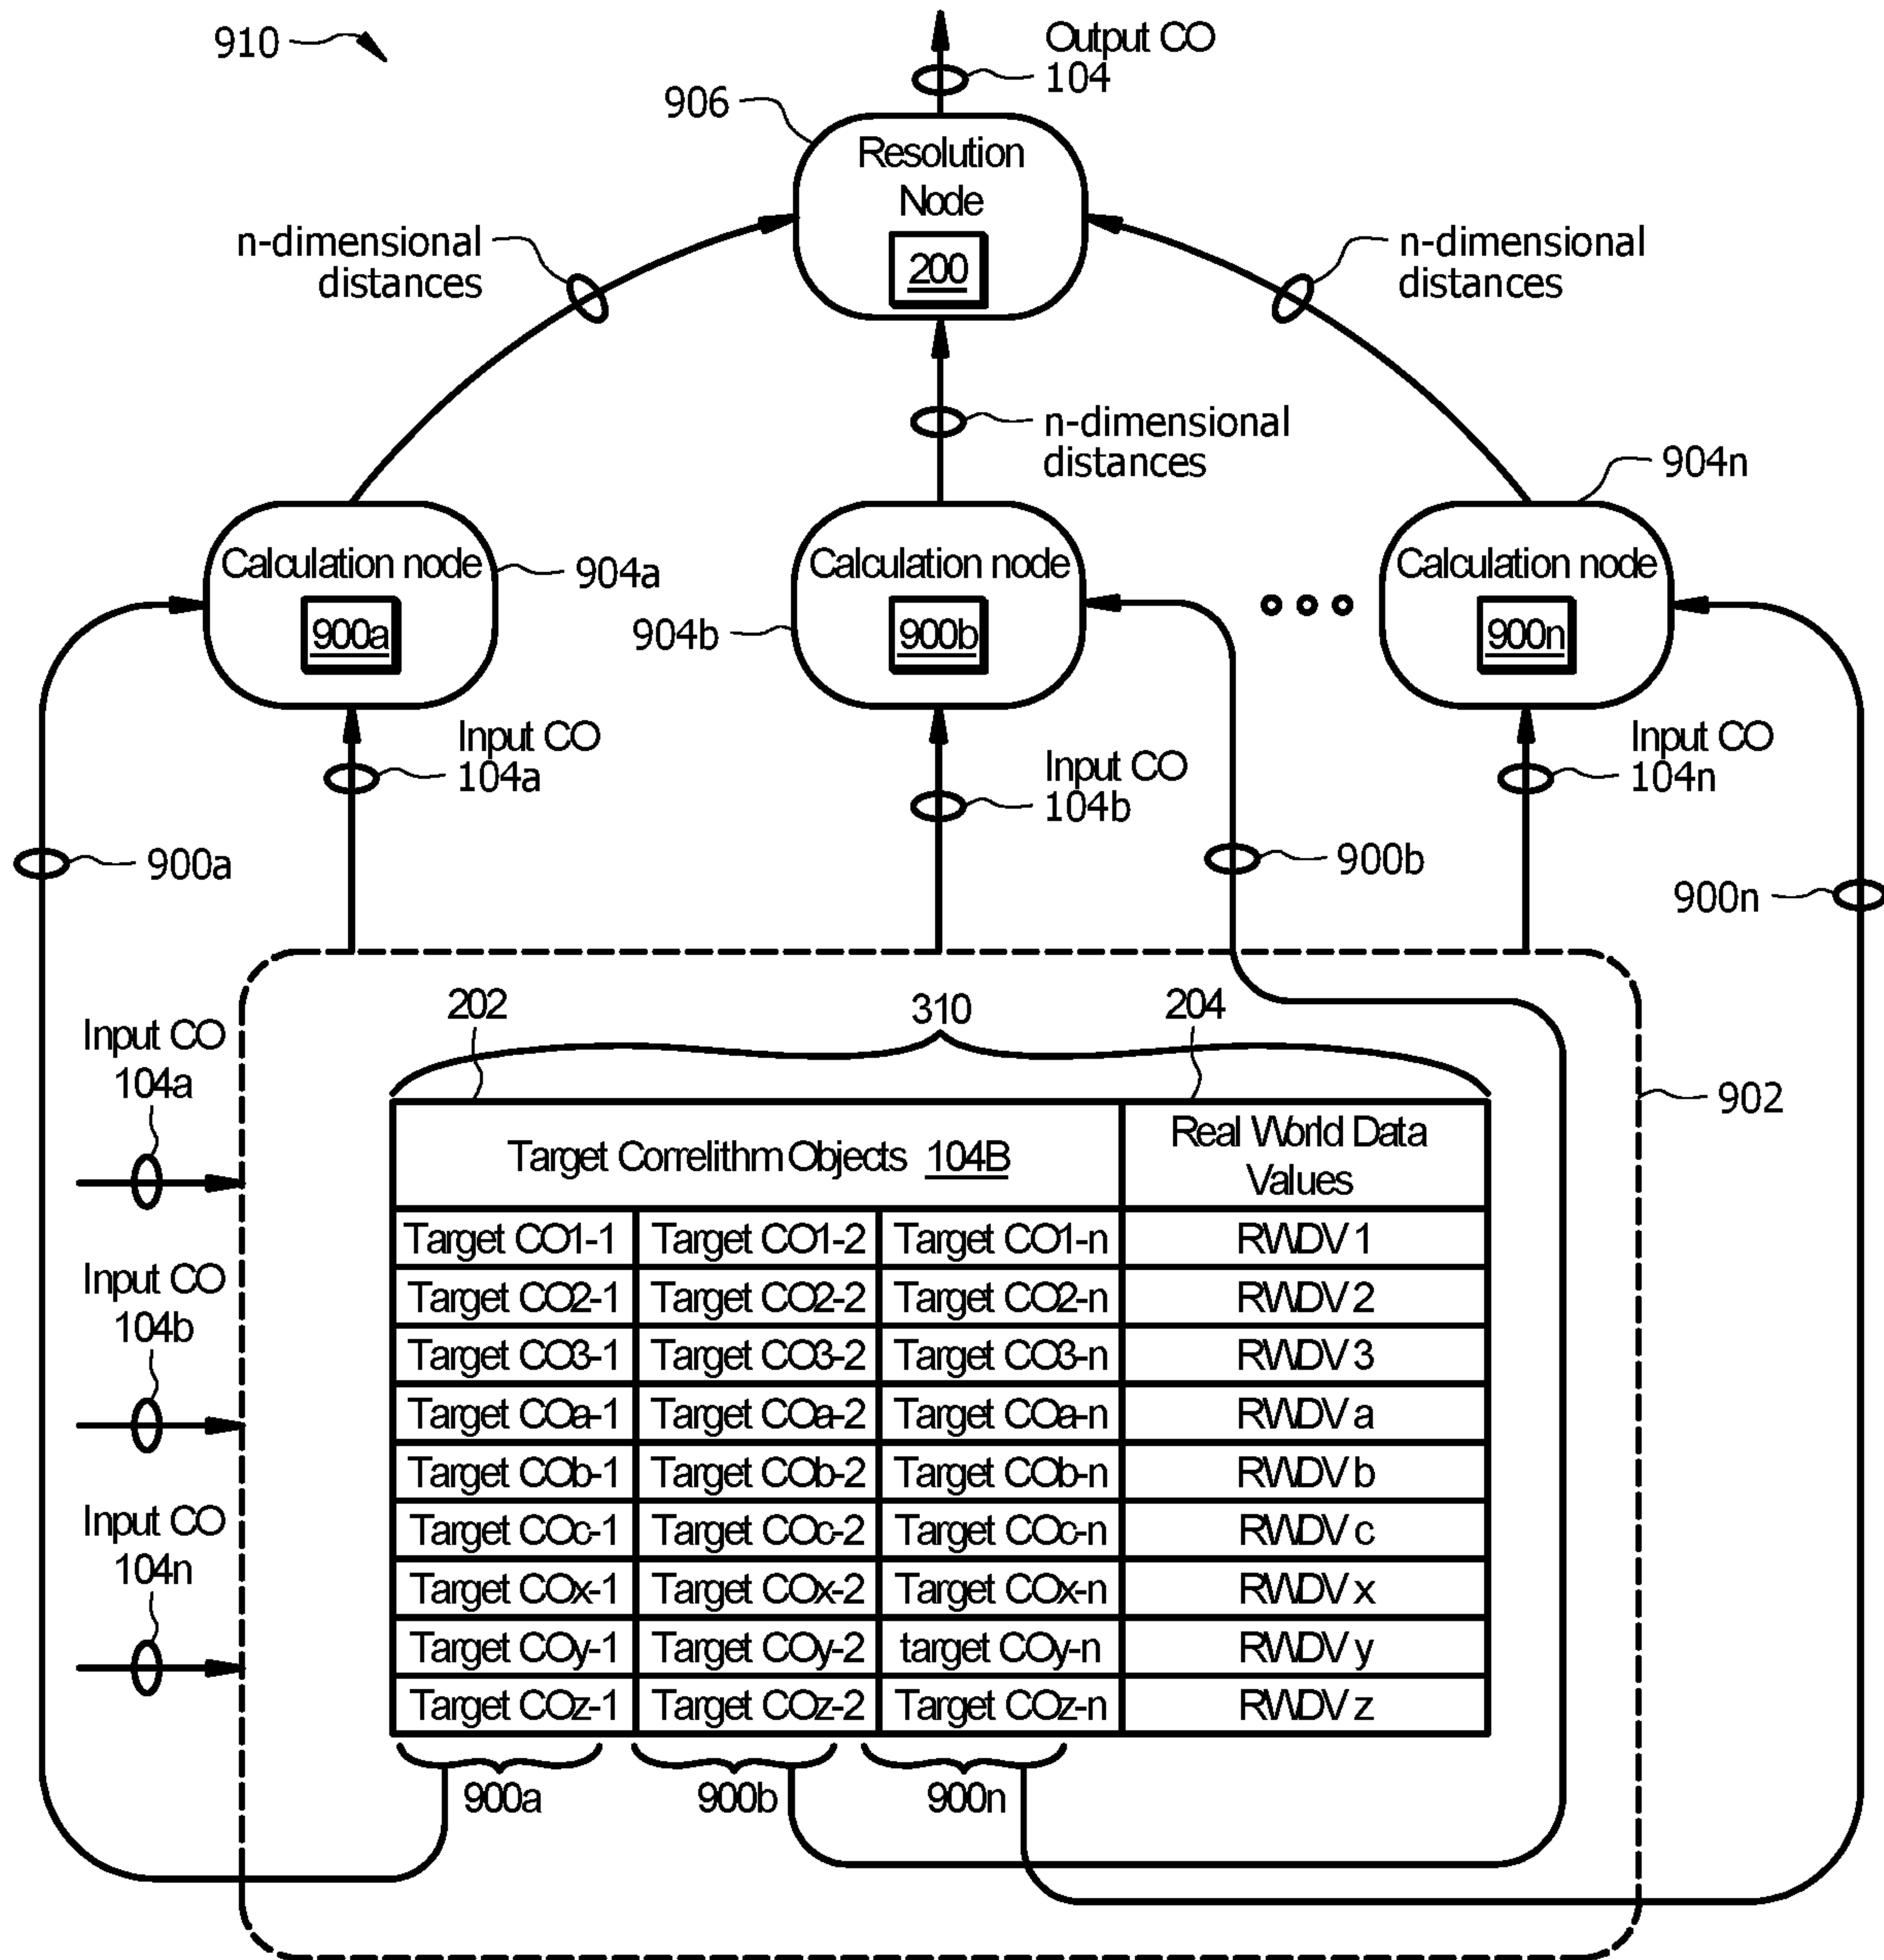 910
Output CO
104
906
Resolution
Node
200
n-dimensional
distances
n-dimensional
distances
n-dimensional
distances
904n
Calculation node
900a
904a
Calculation node
900b
904b
Calculation node
900n
Input CO
104a
Input CO
104b
Input CO
104n
900a
900b
900n
202
310
204
902
Input CO
104a
Input CO
104b
Input CO
104n
Target Correlithm Objects 104B
Real World Data
Values
Target CO1-1 Target CO1-2 Target CO1-n RWDV 1
Target CO2-1 Target CO2-2 Target CO2-n RWDV 2
Target CO3-1 Target CO3-2 Target CO3-n RWDV 3
Target COa-1 Target COa-2 Target COa-n RWDV a
Target COb-1 Target COb-2 Target COb-n RWDV b
Target COc-1 Target COc-2 Target COc-n RWDV c
Target COx-1 Target COx-2 Target COx-n RWDV x
Target COy-1 Target COy-2 target COy-n RWDV y
Target COz-1 Target COz-2 Target COz-n RWDV z
900a
900b
900n